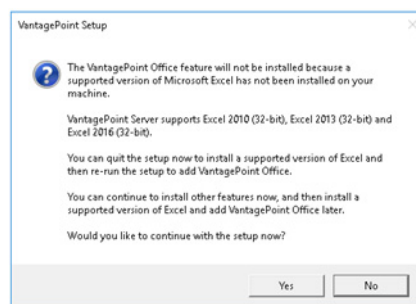 VantagePoint Setup
The VantagePoint Office feature will not be installed because a
supported version of Microsoft Excel has not been installed on your
machine.
VantagePoint Server supports Excel 2010 (32-bit), Excel 2013 (32-bit) and
Excel 2016 (32-bit).
You can quit the setup now to install a supported version of Excel and
then re-run the setup to add VantagePoint Office.
You can continue to install other features now, and then install a
supported version of Excel and add VantagePoint Office later.
Would you like to continue with the setup now?
Yes
No